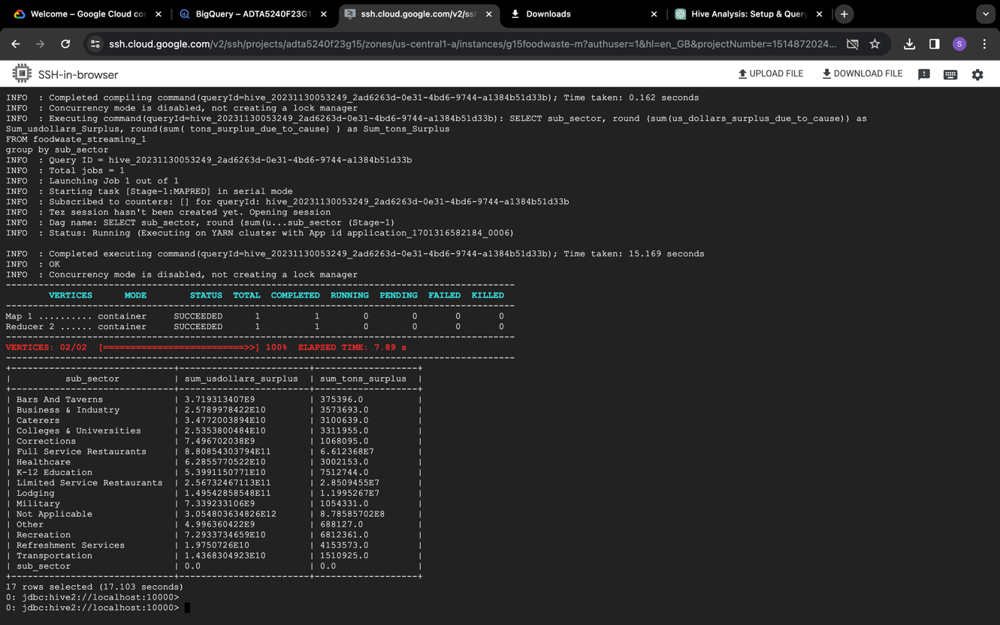 Welcome – Google Cloud con
BigQuery – ADTA5240F23G1
ssh.cloud.google.com/v2/ssh
Downloads
Hive Analysis: Setup & Query
ssh.cloud.google.com/v2/ssh/projects/adta5240f23g15/zones/us-central1-a/instances/g15foodwaste-m?authuser=1&hl=en_GB&projectNumber=1514872024...
S
SSH-in-browser
UPLOAD FILE
DOWNLOAD FILE
INFO  : Completed compiling command(queryId=hive_20231130053249_2ad6263d-0e31-4bd6-9744-a1384b51d33b); Time taken: 0.162 seconds
INFO  : Concurrency mode is disabled, not creating a lock manager
INFO  : Executing command(queryId=hive_20231130053249_2ad6263d-0e31-4bd6-9744-a1384b51d33b): SELECT sub_sector, round (sum(us_dollars_surplus_due_to_cause)) as
Sum_usdollars_Surplus, round(sum( tons_surplus_due_to_cause) ) as Sum_tons_Surplus
FROM foodwaste_streaming_1
group by sub_sector
INFO  : Query ID = hive_20231130053249_2ad6263d-0e31-4bd6-9744-a1384b51d33b
INFO  : Total jobs = 1
INFO  : Launching Job 1 out of 1
INFO  : Starting task [Stage-1:MAPRED] in serial mode
INFO  : Subscribed to counters: [] for queryId: hive_20231130053249_2ad6263d-0e31-4bd6-9744-a1384b51d33b
INFO  : Tez session hasn't been created yet. Opening session
INFO  : Dag name: SELECT sub_sector, round (sum(u...sub_sector (Stage-1)
INFO  : Status: Running (Executing on YARN cluster with App id application_1701316582184_0006)
INFO  : Completed executing command(queryId=hive_20231130053249_2ad6263d-0e31-4bd6-9744-a1384b51d33b); Time taken: 15.169 seconds
INFO  : OK
INFO  : Concurrency mode is disabled, not creating a lock manager
VERTICES      MODE        STATUS  TOTAL  COMPLETED  RUNNING  PENDING  FAILED  KILLED
Map 1 .......... container     SUCCEEDED      1          1        0        0       0       0
Reducer 2 ...... container     SUCCEEDED      1          1        0        0       0       0
VERTICES: 02/02  [==========================>>] 100%  ELAPSED TIME: 7.89 s
| sub_sector | sum_usdollars_surplus | sum_tons_surplus |
| Bars And Taverns | 3.719313407E9 | 375396.0 |
| Business & Industry | 2.5789978422E10 | 3573693.0 |
| Caterers | 3.4772003894E10 | 3100639.0 |
| Colleges & Universities | 2.5353800484E10 | 3311955.0 |
| Corrections | 7.496702038E9 | 1068095.0 |
| Full Service Restaurants | 8.80854303794E11 | 6.612368E7 |
| Healthcare | 6.2855770522E10 | 3002153.0 |
| K-12 Education | 5.3991150771E10 | 7512744.0 |
| Limited Service Restaurants | 2.56732467113E11 | 2.8509455E7 |
| Lodging | 1.49542858548E11 | 1.1995267E7 |
| Military | 7.339233106E9 | 1054331.0 |
| Not Applicable | 3.054803634826E12 | 8.78585702E8 |
| Other | 4.996360422E9 | 688127.0 |
| Recreation | 7.2933734659E10 | 6812361.0 |
| Refreshment Services | 1.9750726E10 | 4153573.0 |
| Transportation | 1.4368304923E10 | 1510925.0 |
| sub_sector | 0.0 | 0.0 |
17 rows selected (17.103 seconds)
0: jdbc:hive2://localhost:10000>
0: jdbc:hive2://localhost:10000>